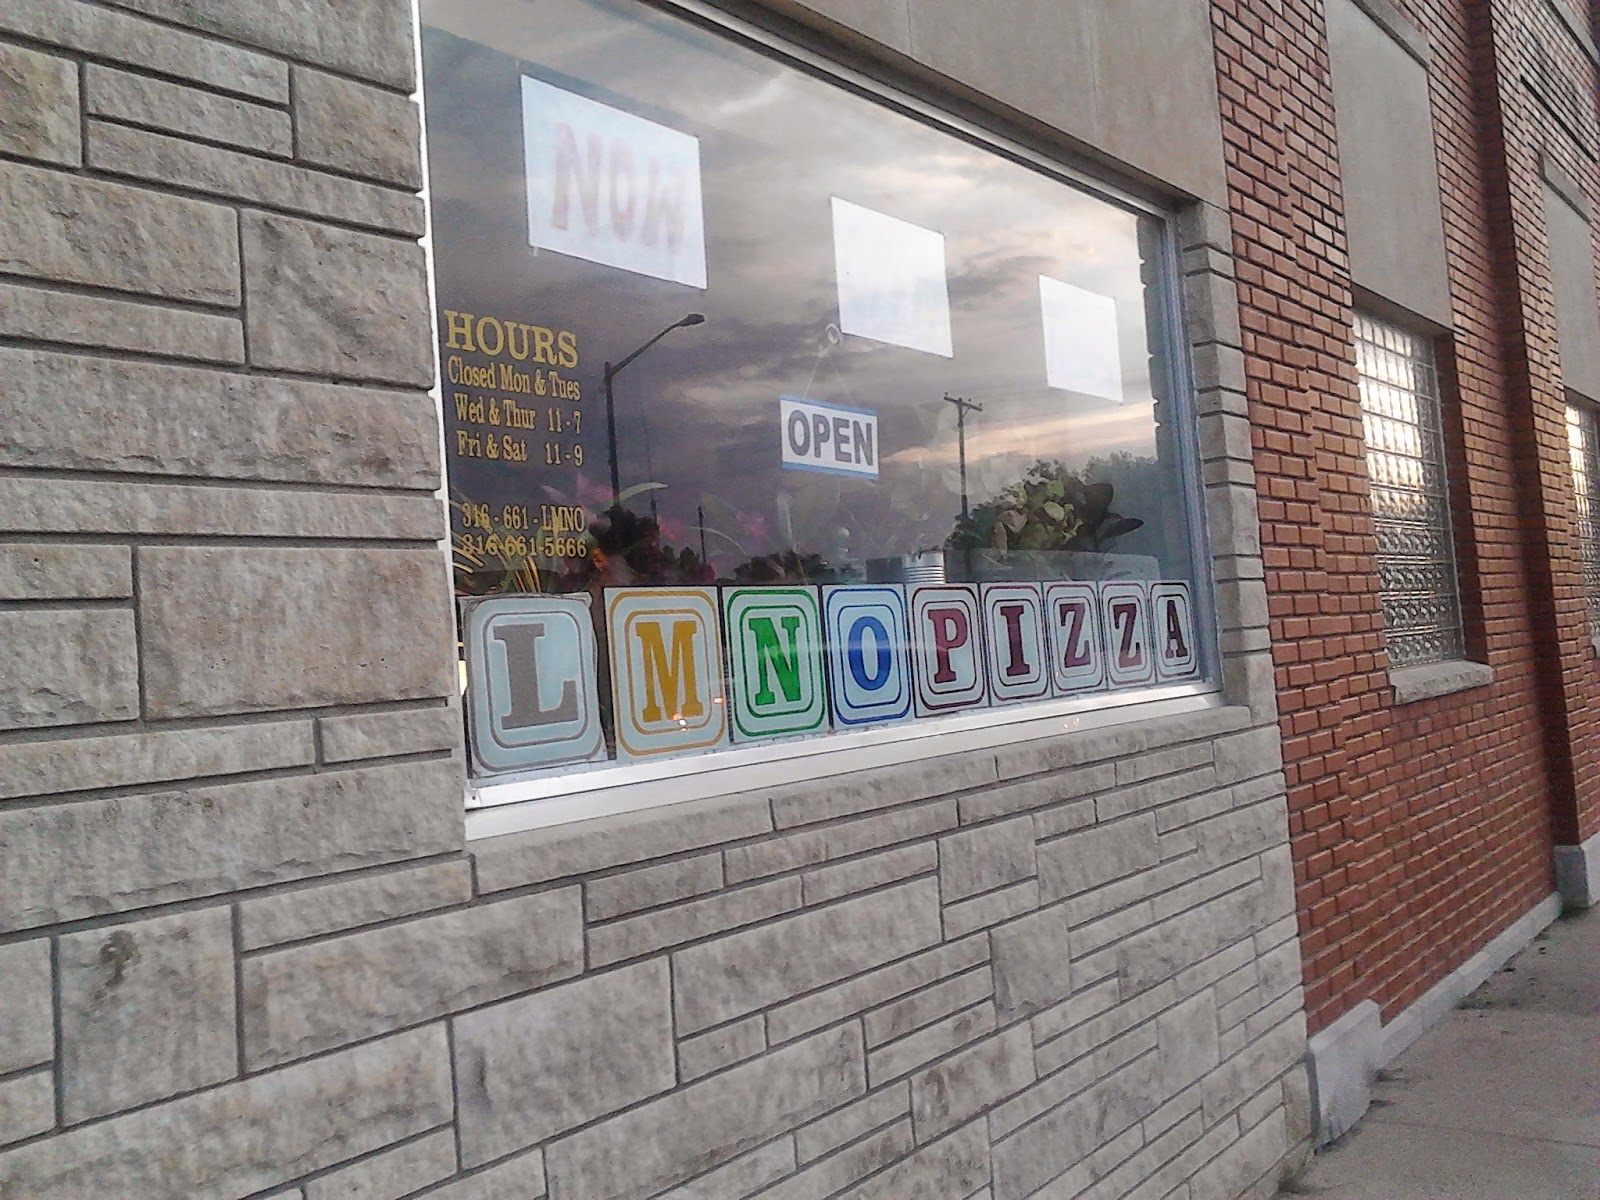 NOW
HOURS
Closed Mon & Tues
Wed & Thur 11-7
Fri & Sat 11-9
OPEN
316-661-LMNO
316-661-5666
LMNOPIZZA